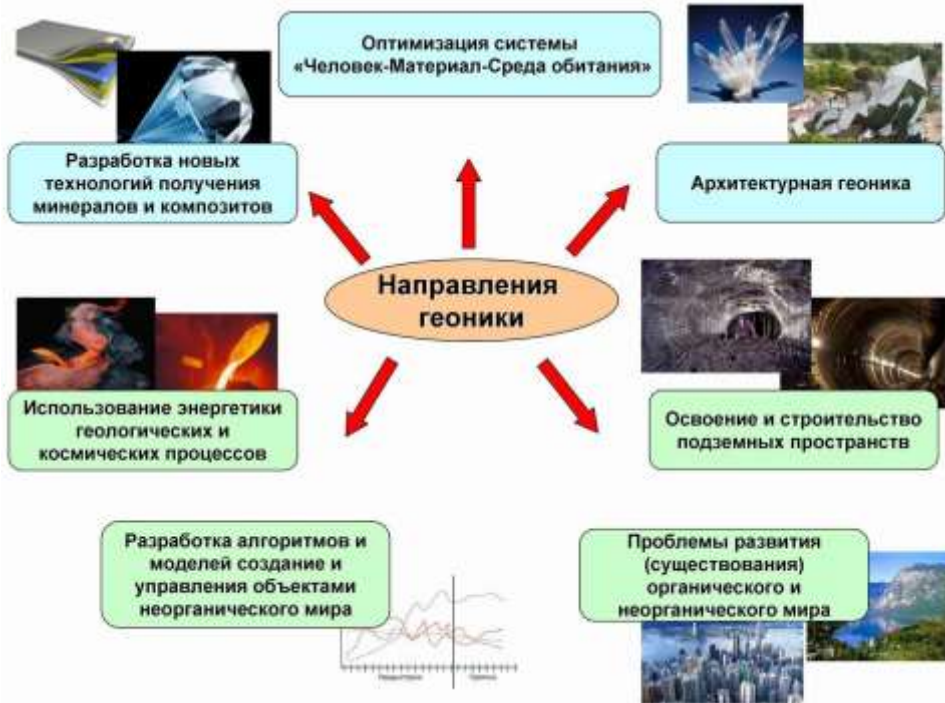 Оптимизация системы
«Человек-Материал-Среда обитания»
Разработка новых
технологий получения
минералов и композитов
Архитектурная геоника
Направления
геоники
Использование энергетики
геологических и
космических процессов
Освоение и строительство
подземных пространств
Разработка алгоритмов и
моделей создание и
управления объектами
неорганического мира
Проблемы развития
(существования)
органического и
неорганического мира